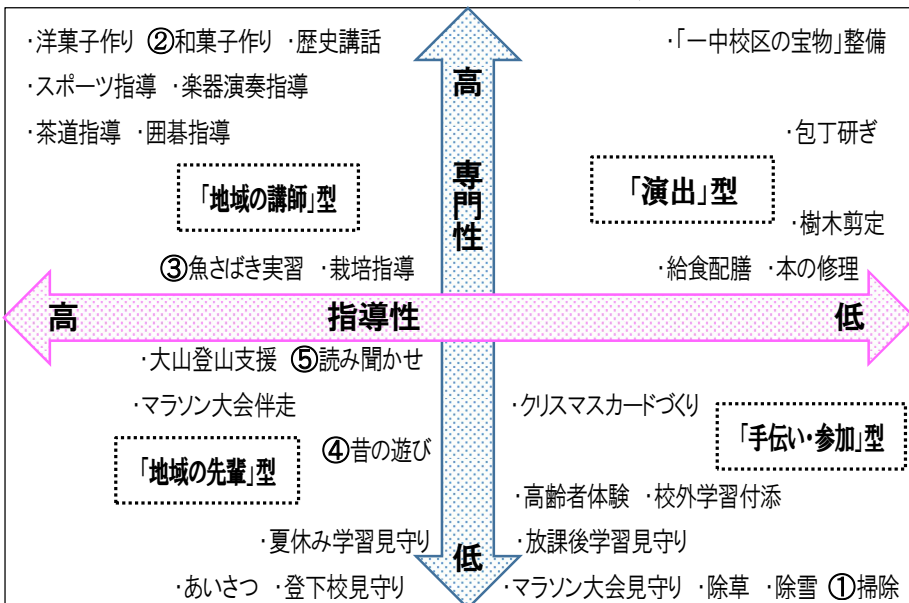 ・洋菓子作り ②和菓子作り ・歴史講話
・「一中校区の宝物」整備
高
・スポーツ指導 ・楽器演奏指導
・茶道指導 ・囲碁指導
・包丁研ぎ
専門性
「地域の講師」型
「演出」型
・樹木剪定
③魚さばき実習 ・栽培指導
・給食配膳 ・本の修理
高 指導性 低
・大山登山支援 ⑤読み聞かせ
・マラソン大会伴走
・クリスマスカードづくり
「地域の先輩」型
④昔の遊び
「手伝い・参加」型
・高齢者体験 ・校外学習付添
・夏休み学習見守り
・放課後学習見守り
低
・あいさつ ・登下校見守り
・マラソン大会見守り ・除草 ・除雪 ①掃除